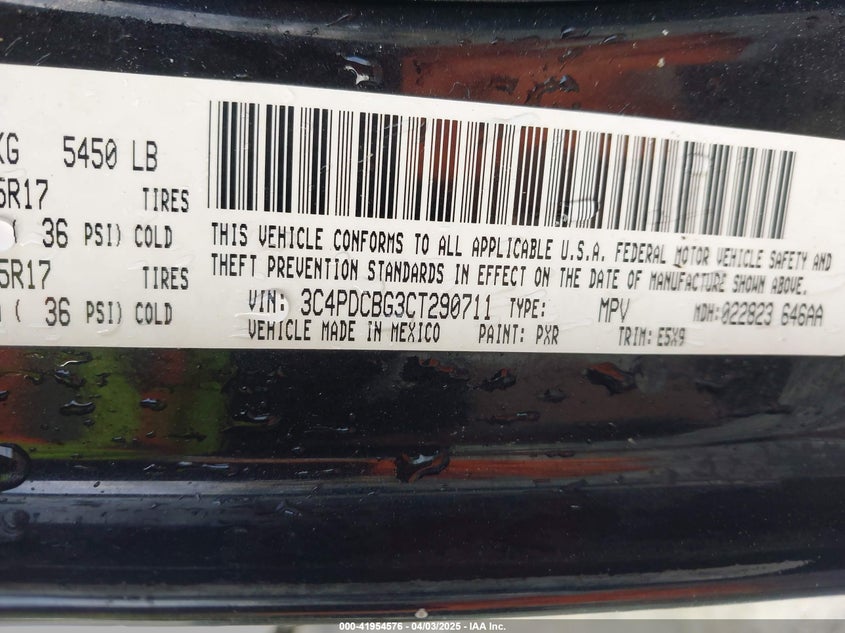 KG 5450 LB
5R17 TIRES
( 36 PSI) COLD
5R17 TIRES
( 36 PSI) COLD
THIS VEHICLE CONFORMS TO ALL APPLICABLE U.S.A. FEDERAL MOTOR VEHICLE SAFETY AND
THEFT PREVENTION STANDARDS IN EFFECT ON THE DATE OF MANUFACTURE SHOWN ABOVE.
VIN: 3C4PDCBG3CT290711 TYPE: MPV MDH:022823 646AA
VEHICLE MADE IN MEXICO PAINT: PXR TRIM: E5X9
000-41954576 - 04/03/2025 - IAA Inc.